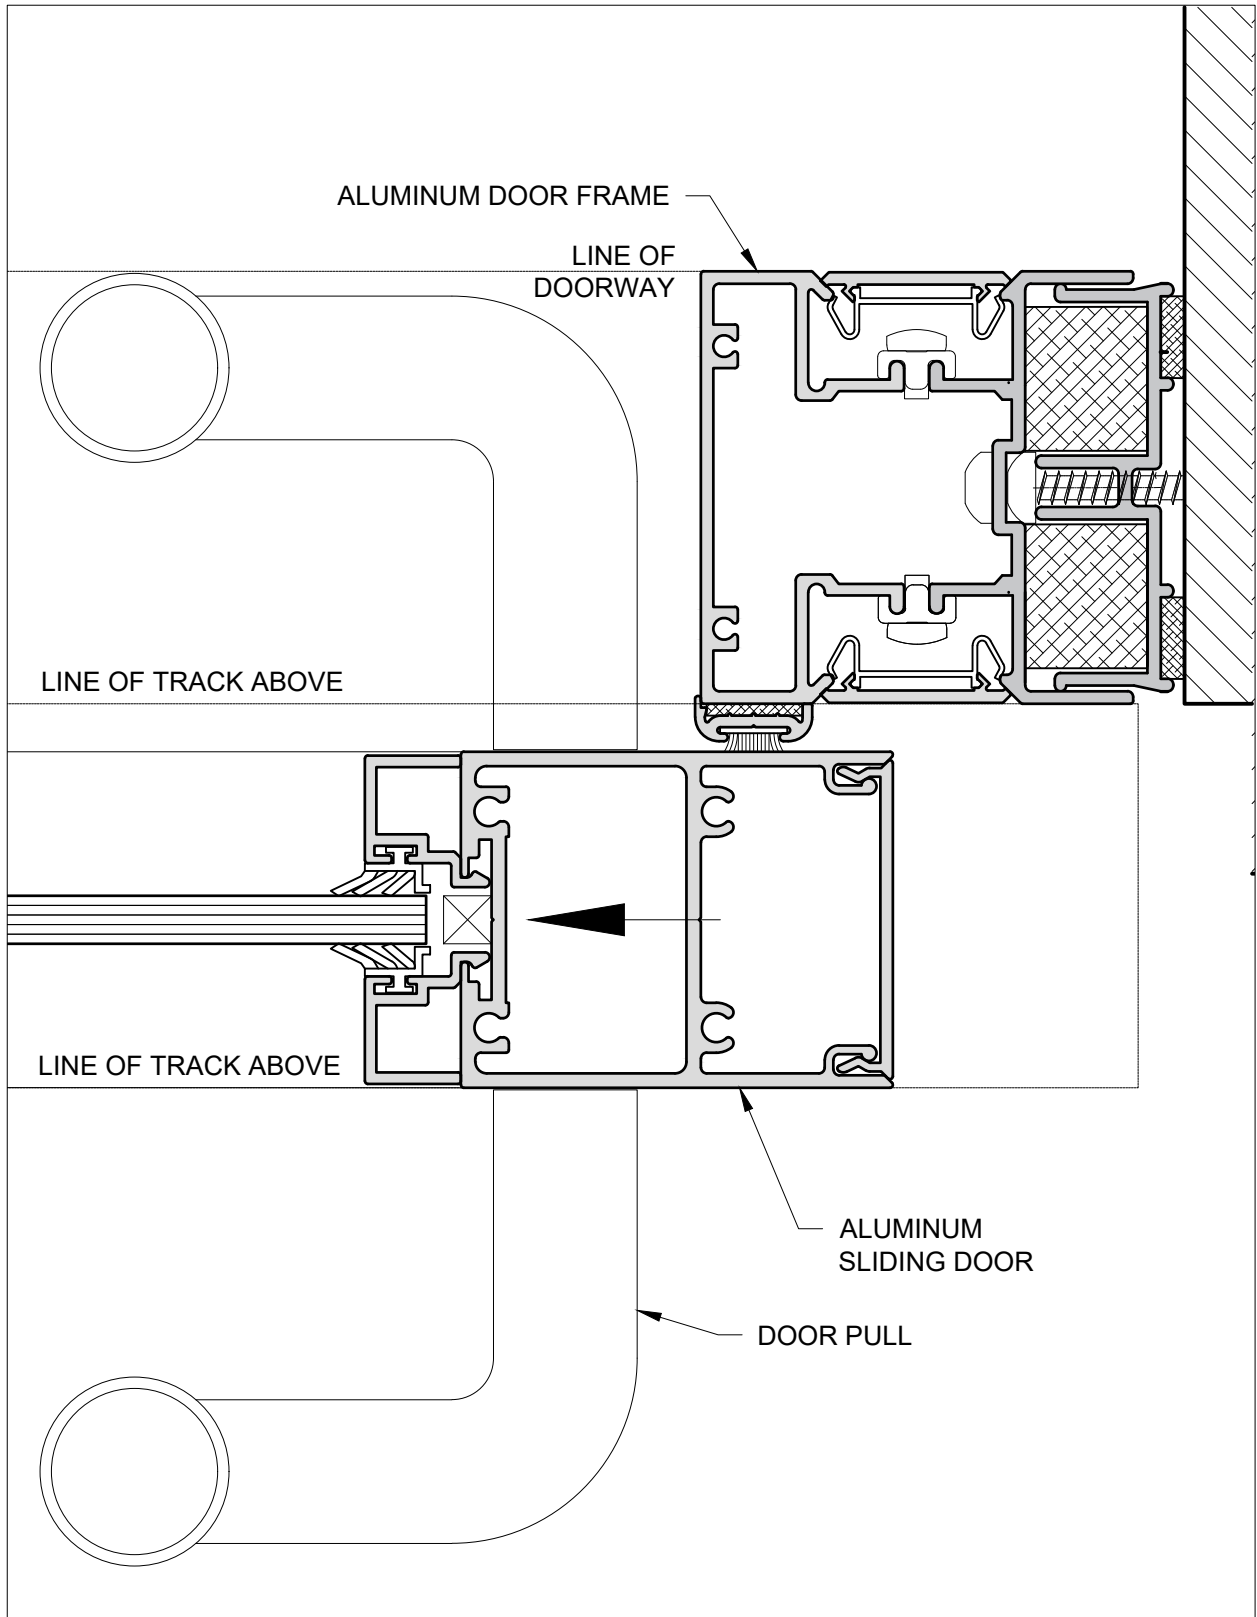 ALUMINUM DOOR FRAME
LINE OF
DOORWAY
LINE OF TRACK ABOVE
LINE OF TRACK ABOVE
ALUMINUM
SLIDING DOOR
DOOR PULL